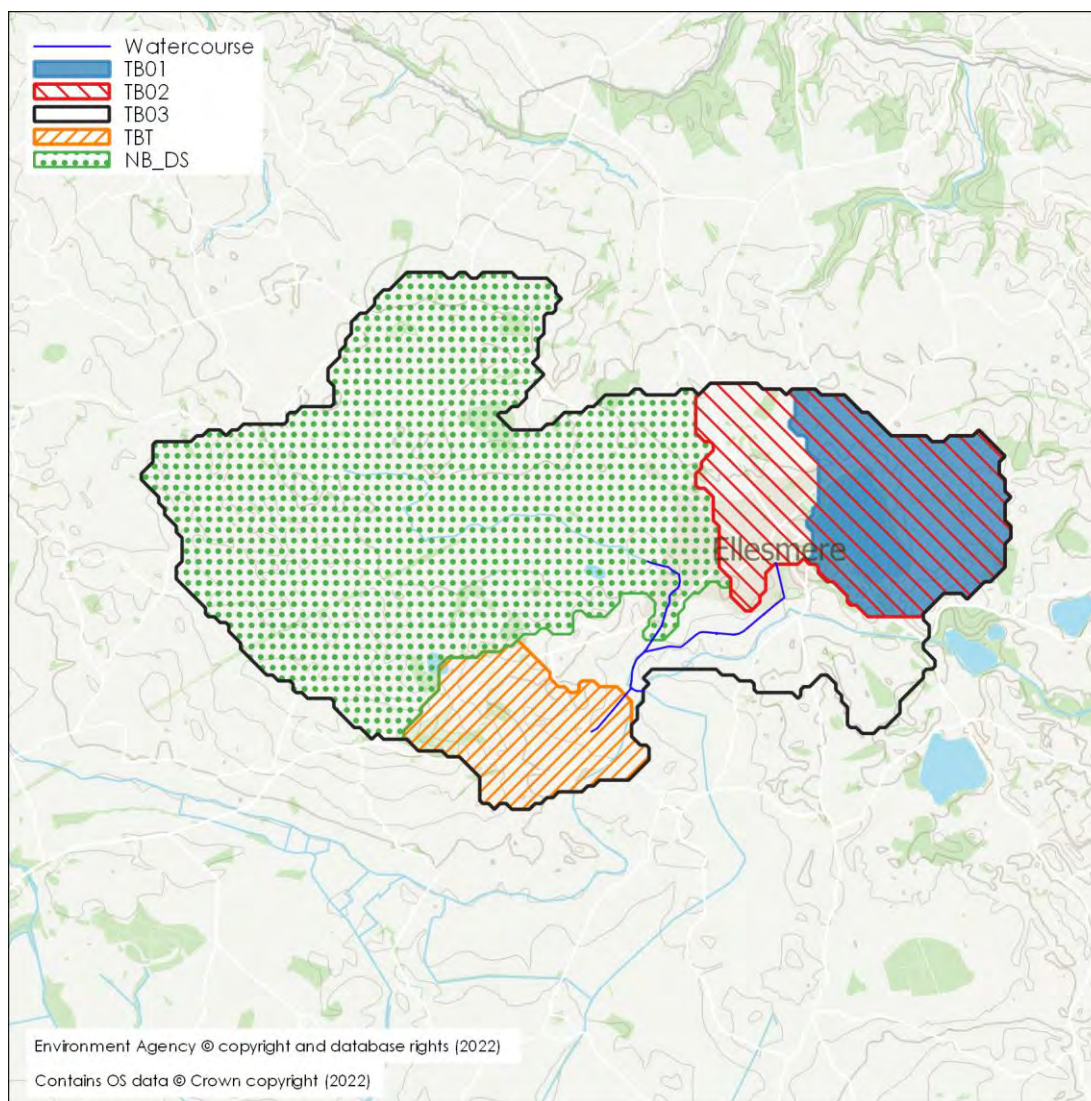 Watercourse
TB01
TB02
TB03
TBT
NB_DS
Ellesmere
Environment Agency © copyright and database rights (2022)
Contains OS data © Crown copyright (2022)